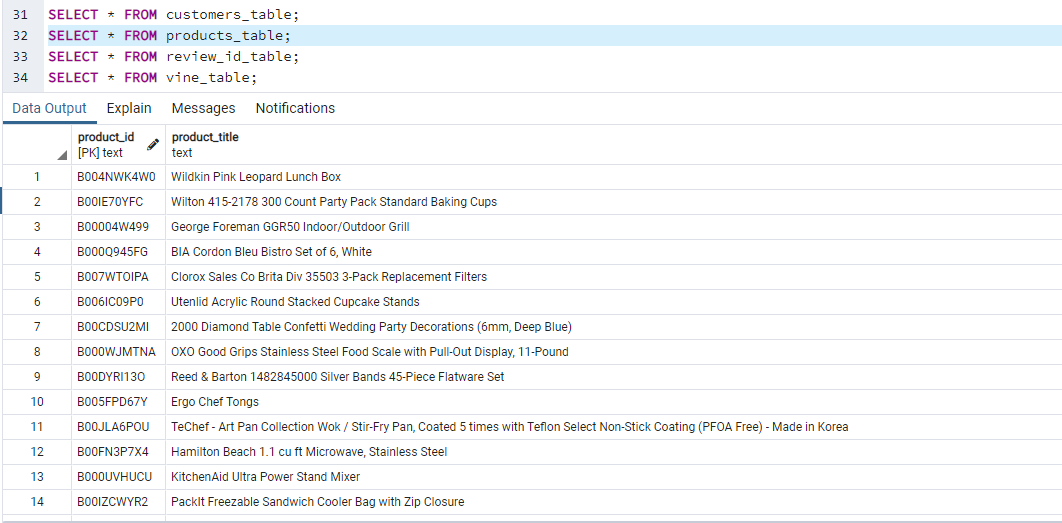 31 SELECT * FROM customers_table;
32 SELECT * FROM products_table;
33 SELECT * FROM review_id_table;
34 SELECT * FROM vine_table;
Data Output Explain Messages Notifications
product_id product_title
[PK] text text
1 B004NWK4W0 Wildkin Pink Leopard Lunch Box
2 B00IE70YFC Wilton 415-2178 300 Count Party Pack Standard Baking Cups
3 B00004W499 George Foreman GGR50 Indoor/Outdoor Grill
4 B000Q945FG BIA Cordon Bleu Bistro Set of 6, White
5 B007WTOIPA Clorox Sales Co Brita Div 35503 3-Pack Replacement Filters
6 B006IC09P0 Utenlid Acrylic Round Stacked Cupcake Stands
7 B00CDSU2MI 2000 Diamond Table Confetti Wedding Party Decorations (6mm, Deep Blue)
8 B000WJMTNA OXO Good Grips Stainless Steel Food Scale with Pull-Out Display, 11-Pound
9 B00DYRI13O Reed & Barton 1482845000 Silver Bands 45-Piece Flatware Set
10 B005FPD67Y Ergo Chef Tongs
11 B00JLA6POU TeChef - Art Pan Collection Wok / Stir-Fry Pan, Coated 5 times with Teflon Select Non-Stick Coating (PFOA Free) - Made in Korea
12 B00FN3P7X4 Hamilton Beach 1.1 cu ft Microwave, Stainless Steel
13 B000UVHUCU KitchenAid Ultra Power Stand Mixer
14 B00IZCWYR2 PackIt Freezable Sandwich Cooler Bag with Zip Closure